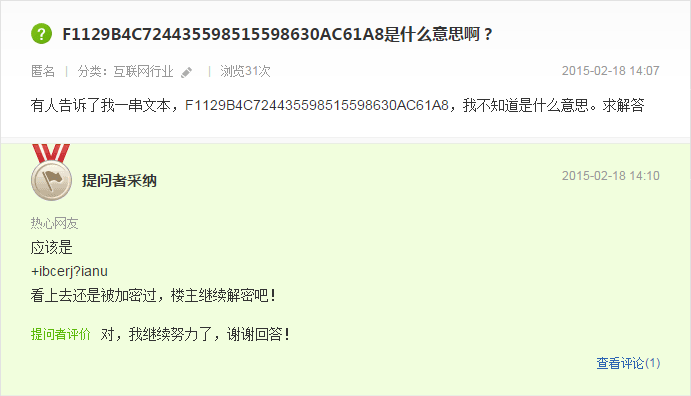 F1129B4C724435598515598630AC61A8是什么意思啊？
匿名 | 分类：互联网行业 | 浏览31次 2015-02-18 14:07
有人告诉了我一串文本，F1129B4C724435598515598630AC61A8，我不知道是什么意思。求解答
提问者采纳 2015-02-18 14:10
热心网友
应该是
+ibcerj?ianu
看上去还是被加密过，楼主继续解密吧！
提问者评价 对，我继续努力了，谢谢回答！
查看评论(1)